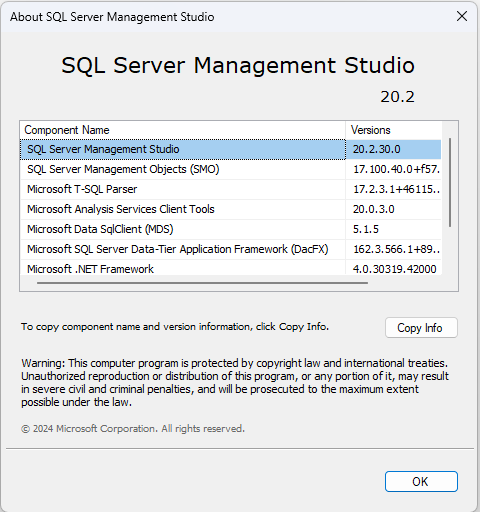 About SQL Server Management Studio
SQL Server Management Studio
20.2
Component Name Versions
SQL Server Management Studio 20.2.30.0
SQL Server Management Objects (SMO) 17.100.40.0+f57..
Microsoft T-SQL Parser 17.2.3.1+46115..
Microsoft Analysis Services Client Tools 20.0.3.0
Microsoft Data SqlClient (MDS) 5.1.5
Microsoft SQL Server Data-Tier Application Framework (DacFX) 162.3.566.1+89..
Microsoft .NET Framework 4.0.30319.42000
To copy component name and version information, click Copy Info.
Copy Info
Warning: This computer program is protected by copyright law and international treaties.
Unauthorized reproduction or distribution of this program, or any portion of it, may result
in severe civil and criminal penalties, and will be prosecuted to the maximum extent
possible under the law.
© 2024 Microsoft Corporation. All rights reserved.
OK